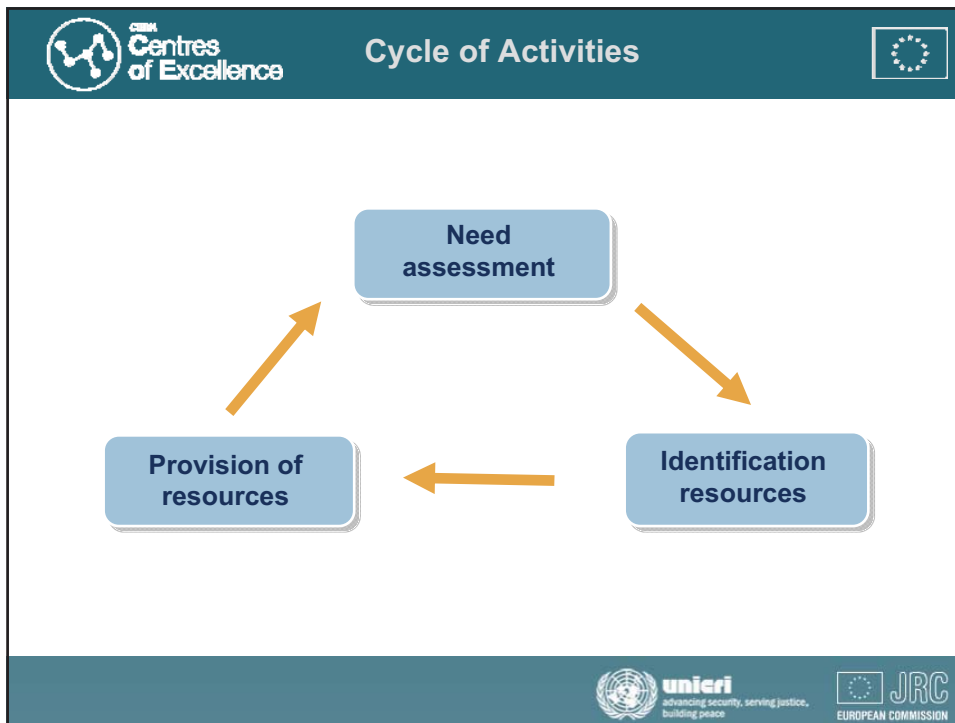 CBRN
Centres
of Excellence
Cycle of Activities
Need
assessment
Provision of
resources
Identification
resources
unicri
advancing security, serving justice,
building peace
JRC
EUROPEAN COMMISSION